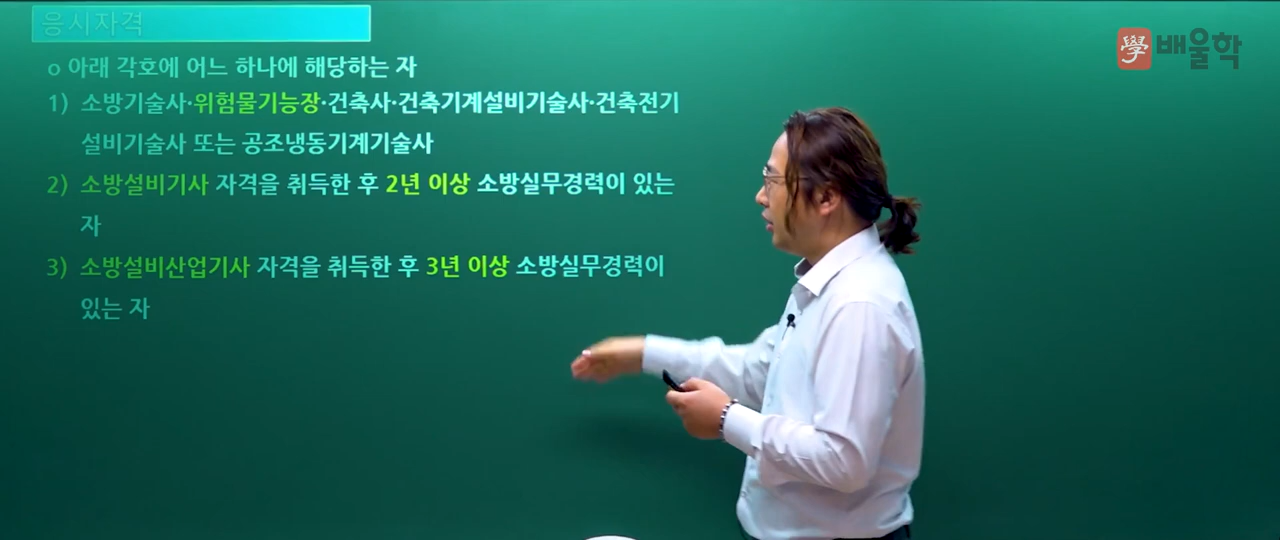 응시자격
學 배울학
o 아래 각호에 어느 하나에 해당하는 자
1) 소방기술사·위험물기능장·건축사·건축기계설비기술사·건축전기
설비기술사 또는 공조냉동기계기술사
2) 소방설비기사 자격을 취득한 후 2년 이상 소방실무경력이 있는
자
3) 소방설비산업기사 자격을 취득한 후 3년 이상 소방실무경력이
있는 자